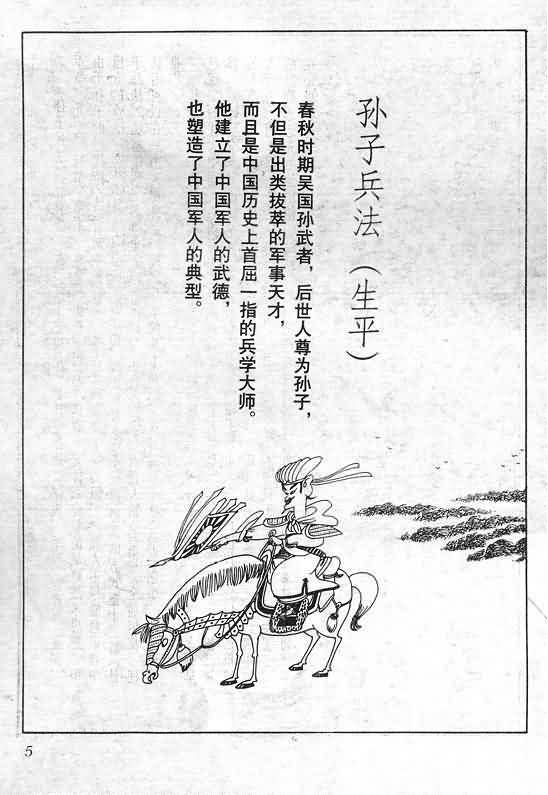 孙子兵法（生平）
春秋时期吴国孙武者，后世人尊为孙子，
不但是出类拔萃的军事天才，
而且是中国历史上首屈一指的兵学大师。
他建立了中国军人的武德，
也塑造了中国军人的典型。
5